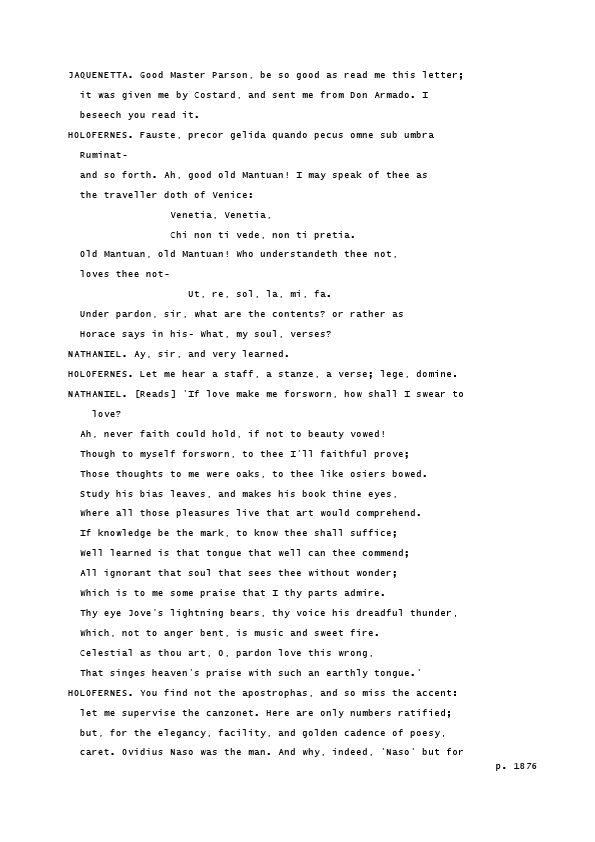 JAQUENETTA. Good Master Parson, be so good as read me this letter;
it was given me by Costard, and sent me from Don Armado. I
beseech you read it.
HOLOFERNES. Fauste, precor gelida quando pecus omne sub umbra
Ruminat-
and so forth. Ah, good old Mantuan! I may speak of thee as
the traveller doth of Venice:
Venetia, Venetia,
Chi non ti vede, non ti pretia.
Old Mantuan, old Mantuan! Who understandeth thee not,
loves thee not-
Ut, re, sol, la, mi, fa.
Under pardon, sir, what are the contents? or rather as
Horace says in his- What, my soul, verses?
NATHANIEL. Ay, sir, and very learned.
HOLOFERNES. Let me hear a staff, a stanze, a verse; lege, domine.
NATHANIEL. [Reads] 'If love make me forsworn, how shall I swear to
love?
Ah, never faith could hold, if not to beauty vowed!
Though to myself forsworn, to thee I'll faithful prove;
Those thoughts to me were oaks, to thee like osiers bowed.
Study his bias leaves, and makes his book thine eyes,
Where all those pleasures live that art would comprehend.
If knowledge be the mark, to know thee shall suffice;
Well learned is that tongue that well can thee commend;
All ignorant that soul that sees thee without wonder;
Which is to me some praise that I thy parts admire.
Thy eye Jove's lightning bears, thy voice his dreadful thunder,
Which, not to anger bent, is music and sweet fire.
Celestial as thou art, O, pardon love this wrong,
That singes heaven's praise with such an earthly tongue.'
HOLOFERNES. You find not the apostrophas, and so miss the accent:
let me supervise the canzonet. Here are only numbers ratified;
but, for the elegancy, facility, and golden cadence of poesy,
caret. Ovidius Naso was the man. And why, indeed, 'Naso' but for
p. 1876